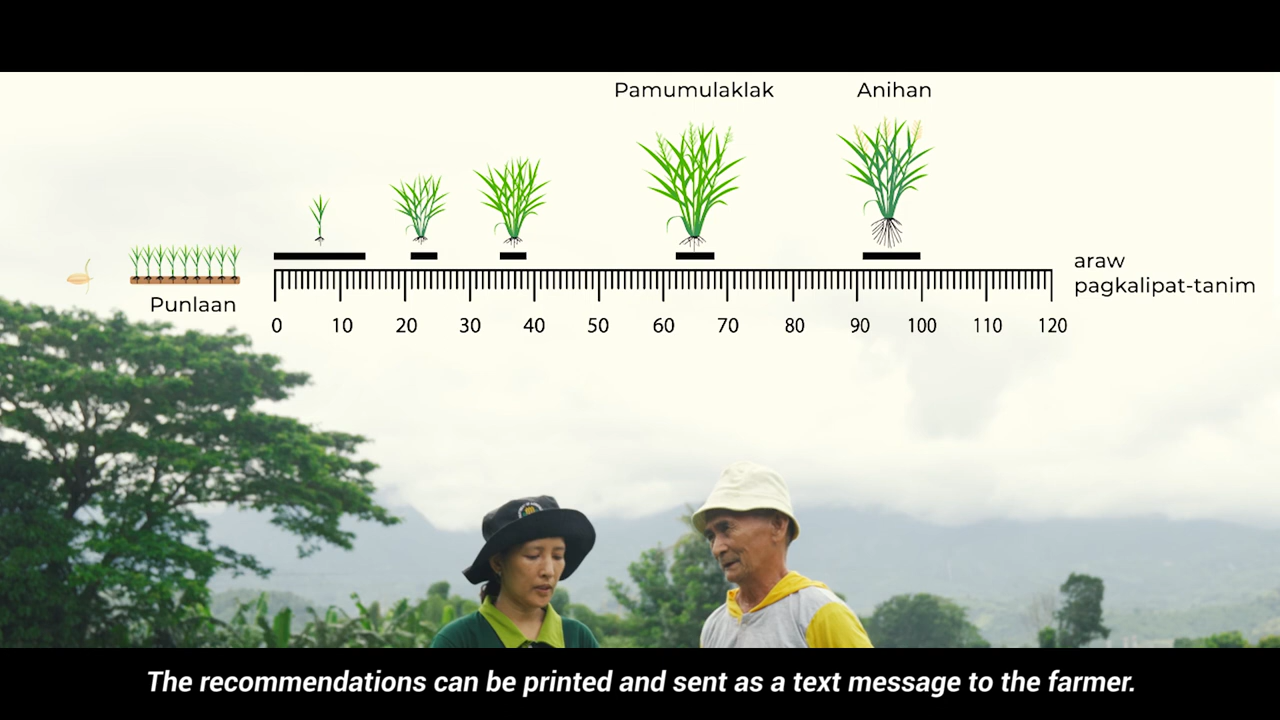 Pamumulaklak
Anihan
Punlaan
araw
pagkalipat-tanim
0 10 20 30 40 50 60 70 80 90 100 110 120
The recommendations can be printed and sent as a text message to the farmer.